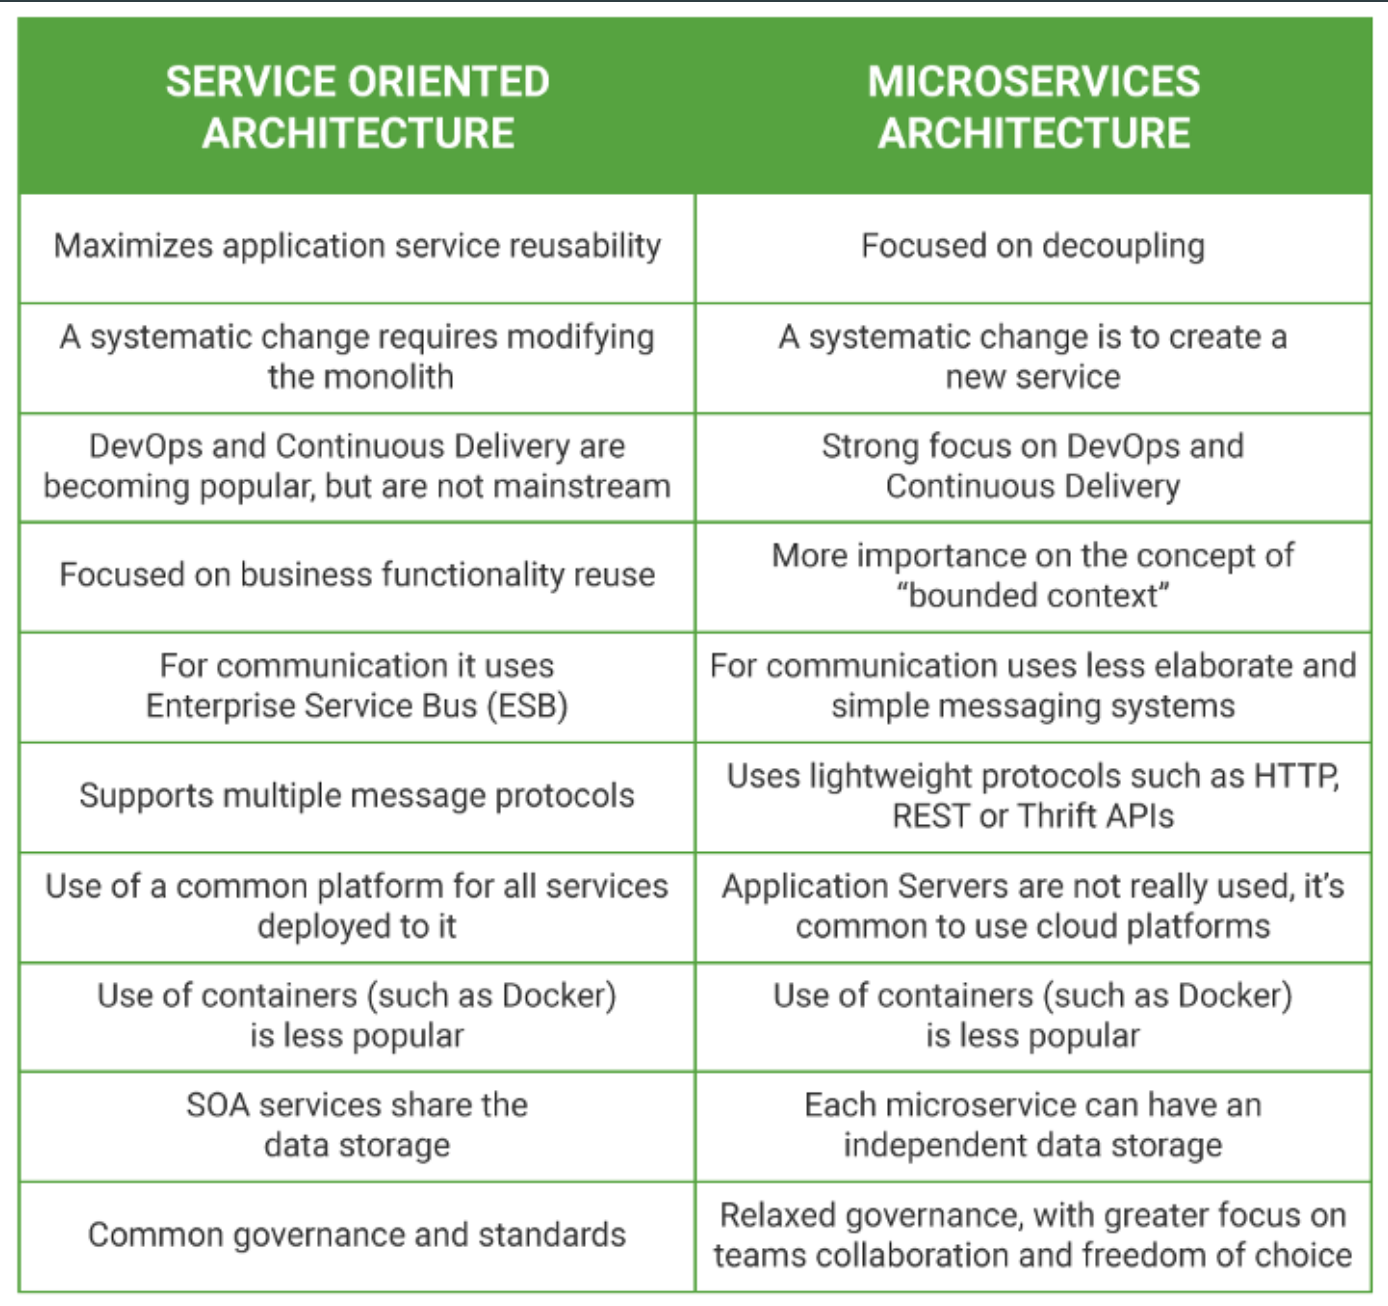 SERVICE ORIENTED
ARCHITECTURE
MICROSERVICES
ARCHITECTURE
Maximizes application service reusability
Focused on decoupling
A systematic change requires modifying
the monolith
A systematic change is to create a
new service
DevOps and Continuous Delivery are
becoming popular, but are not mainstream
Strong focus on DevOps and
Continuous Delivery
Focused on business functionality reuse
More importance on the concept of
“bounded context”
For communication it uses
Enterprise Service Bus (ESB)
For communication uses less elaborate and
simple messaging systems
Supports multiple message protocols
Uses lightweight protocols such as HTTP,
REST or Thrift APIs
Use of a common platform for all services
deployed to it
Application Servers are not really used, it’s
common to use cloud platforms
Use of containers (such as Docker)
is less popular
Use of containers (such as Docker)
is less popular
SOA services share the
data storage
Each microservice can have an
independent data storage
Common governance and standards
Relaxed governance, with greater focus on
teams collaboration and freedom of choice